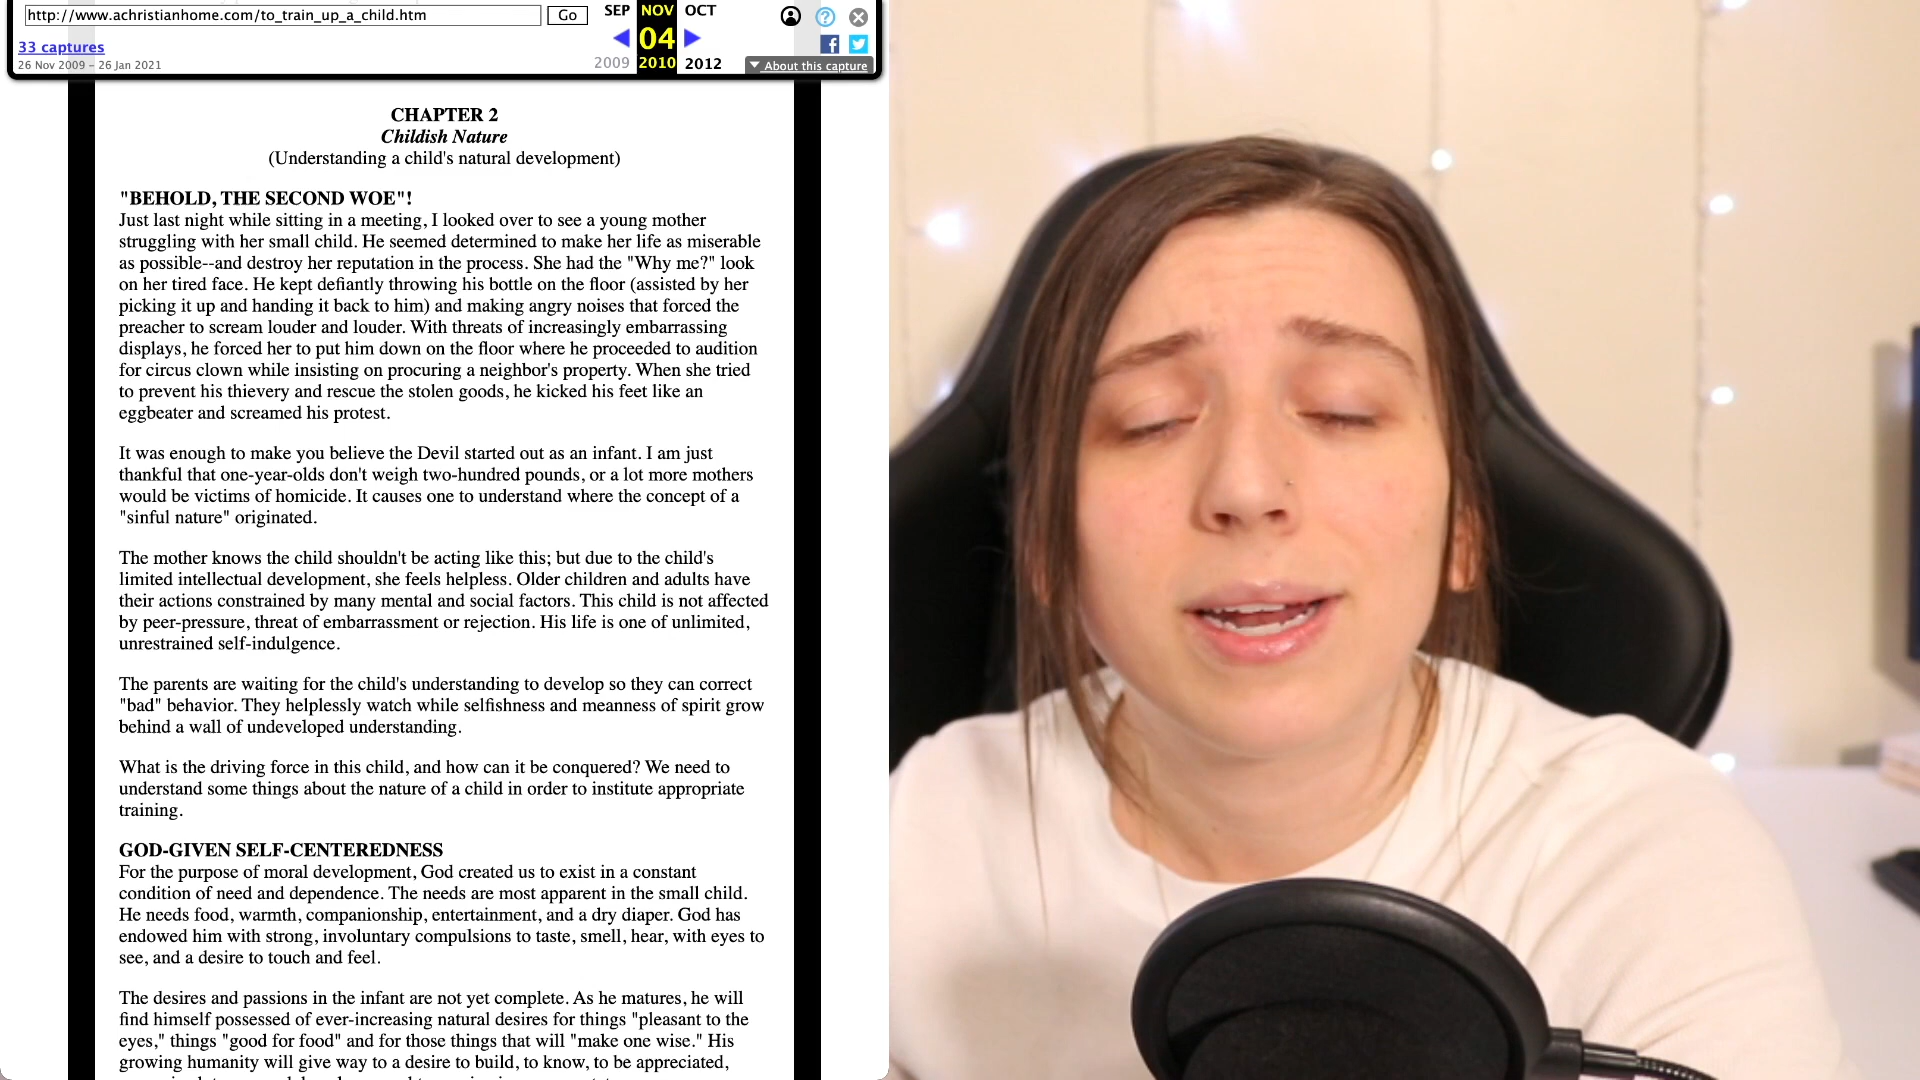 http://www.achristianhome.com/to_train_up_a_child.htm
Go
SEP NOV OCT
33 captures
04
26 Nov 2009 – 26 Jan 2021
2009 2010 2012
About this capture
CHAPTER 2
Childish Nature
(Understanding a child's natural development)
"BEHOLD, THE SECOND WOE"!
Just last night while sitting in a meeting, I looked over to see a young mother
struggling with her small child. He seemed determined to make her life as miserable
as possible--and destroy her reputation in the process. She had the "Why me?" look
on her tired face. He kept defiantly throwing his bottle on the floor (assisted by her
picking it up and handing it back to him) and making angry noises that forced the
preacher to scream louder and louder. With threats of increasingly embarrassing
displays, he forced her to put him down on the floor where he proceeded to audition
for circus clown while insisting on procuring a neighbor's property. When she tried
to prevent his thievery and rescue the stolen goods, he kicked his feet like an
eggbeater and screamed his protest.
It was enough to make you believe the Devil started out as an infant. I am just
thankful that one-year-olds don't weigh two-hundred pounds, or a lot more mothers
would be victims of homicide. It causes one to understand where the concept of a
"sinful nature" originated.
The mother knows the child shouldn't be acting like this; but due to the child's
limited intellectual development, she feels helpless. Older children and adults have
their actions constrained by many mental and social factors. This child is not affected
by peer-pressure, threat of embarrassment or rejection. His life is one of unlimited,
unrestrained self-indulgence.
The parents are waiting for the child's understanding to develop so they can correct
"bad" behavior. They helplessly watch while selfishness and meanness of spirit grow
behind a wall of undeveloped understanding.
What is the driving force in this child, and how can it be conquered? We need to
understand some things about the nature of a child in order to institute appropriate
training.
GOD-GIVEN SELF-CENTEREDNESS
For the purpose of moral development, God created us to exist in a constant
condition of need and dependence. The needs are most apparent in the small child.
He needs food, warmth, companionship, entertainment, and a dry diaper. God has
endowed him with strong, involuntary compulsions to taste, smell, hear, with eyes to
see, and a desire to touch and feel.
The desires and passions in the infant are not yet complete. As he matures, he will
find himself possessed of ever-increasing natural desires for things "pleasant to the
eyes," things "good for food" and for those things that will "make one wise." His
growing humanity will give way to a desire to build, to know, to be appreciated,